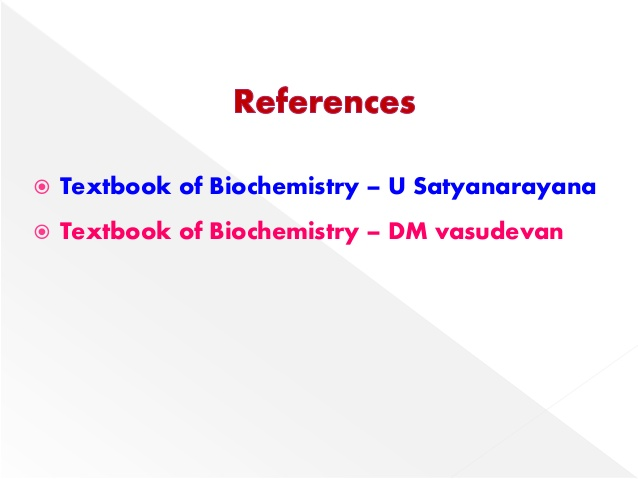 References
Textbook of Biochemistry – U Satyanarayana
Textbook of Biochemistry – DM vasudevan